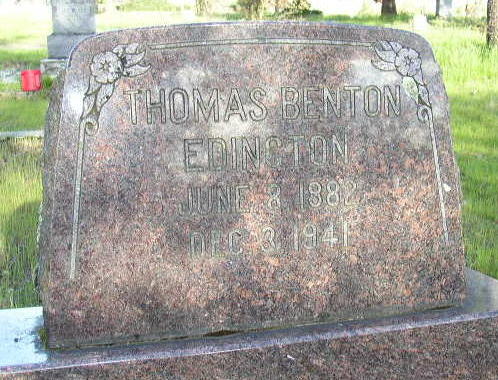 THOMAS BENTON
EDINGTON
JUNE 8, 1882
DEC 3, 1941